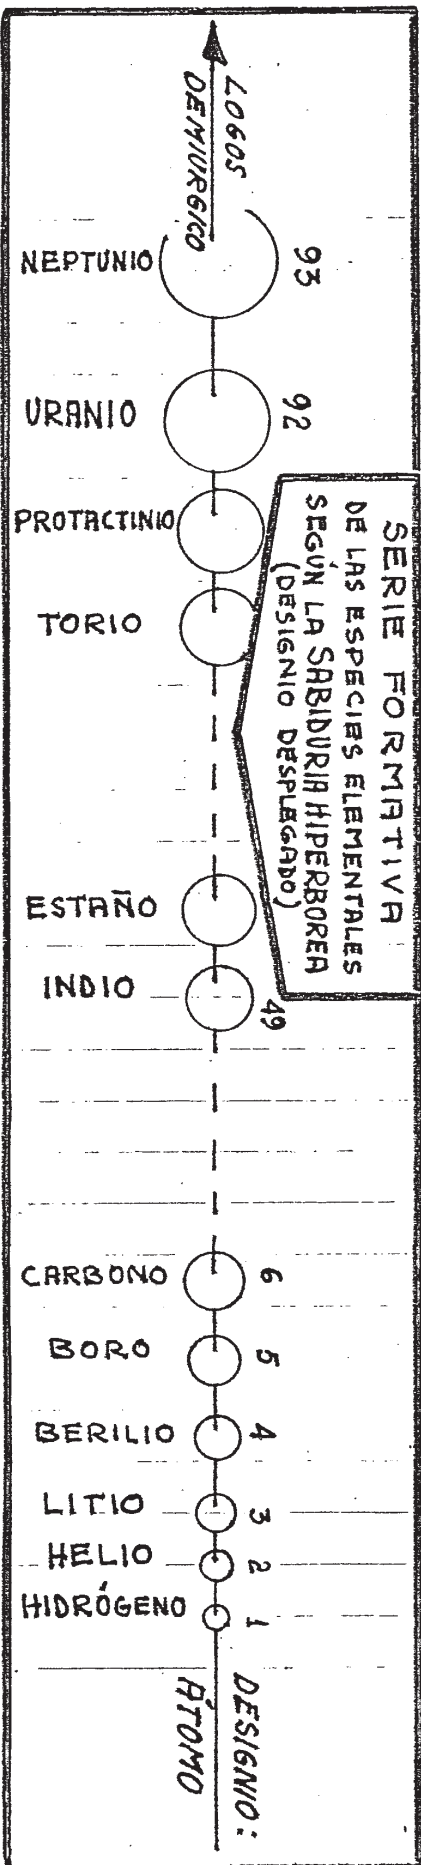 LOGOS
DEMIURGICO
93
NEPTUNIO
92
URANIO
PROTACTINIO
TORIO
SERIE FORMATIVA
DE LAS ESPECIES ELEMENTALES
SEGÚN LA SABIDURIA HIPERBOREA
(DESIGNIO DESPLEGADO)
ESTAÑO
INDIO
49
CARBONO
6
BORO
5
BERILIO
4
LITIO
3
HELIO
2
HIDRÓGENO
1
DESIGNIO:
ÁTOMO